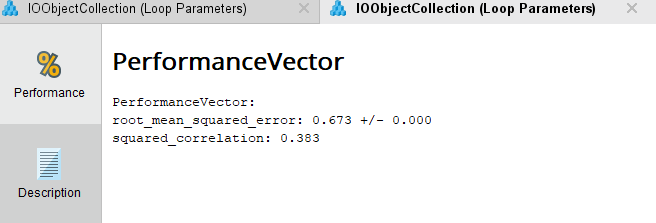 IOObjectCollection (Loop Parameters)
IOObjectCollection (Loop Parameters)
%
Performance
Description
PerformanceVector
PerformanceVector:
root_mean_squared_error: 0.673 +/- 0.000
squared_correlation: 0.383